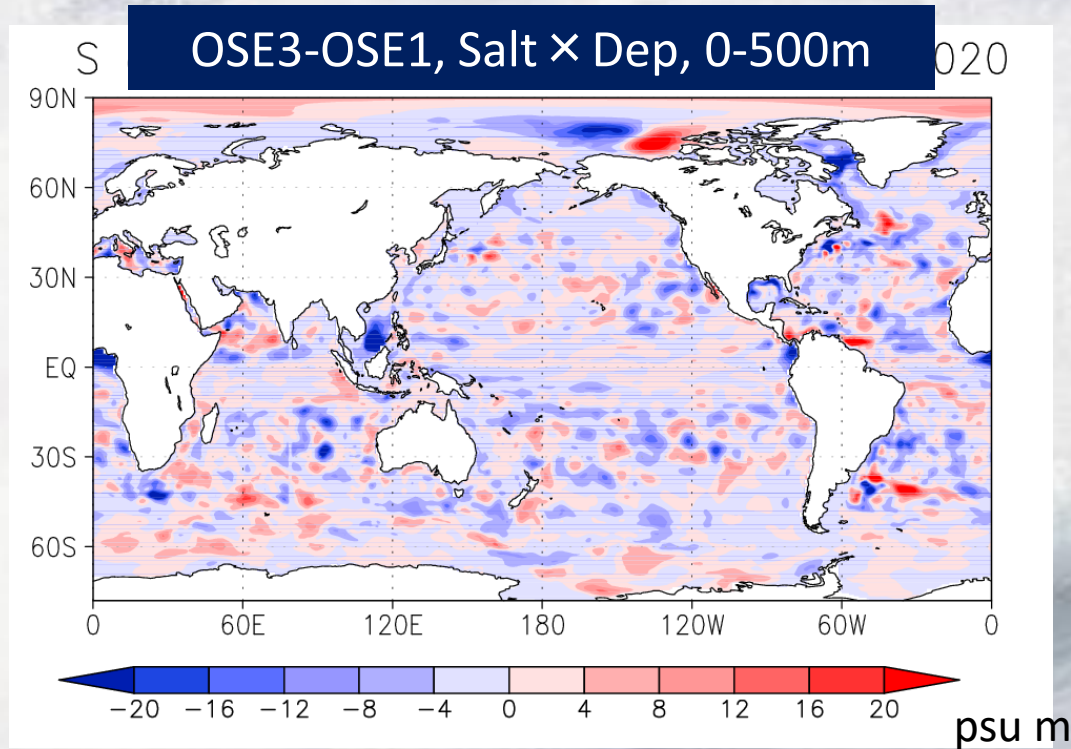 OSE3-OSE1, Salt × Dep, 0-500m
S 020
90N
60N
30N
EQ
30S
60S
0 60E 120E 180 120W 60W 0
−20 −16 −12 −8 −4 0 4 8 12 16 20
psu m